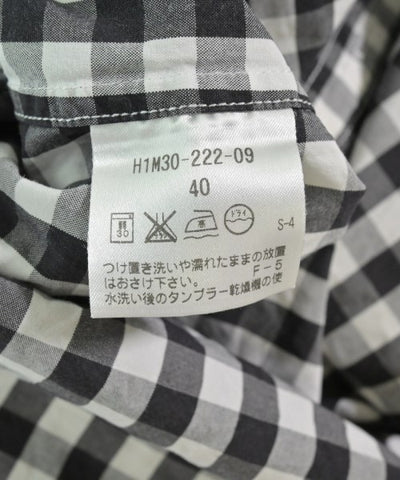 H1M30-222-09
40
弱
30
高
ドライ
S-4
つけ置き洗いや濡れたままの放置
はおさけ下さい。 F-5
水洗い後のタンブラー乾燥機の使